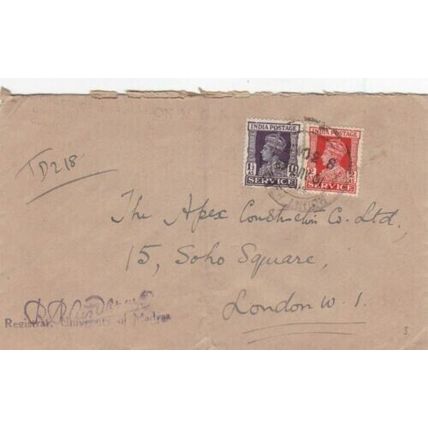 INDIA POSTAGE INDIA POSTAGE
SERVICE SERVICE
TD218
The Apex Construction Co. Ltd.,
15, Soho Square,
London W. 1.
Registrar, University of Madras